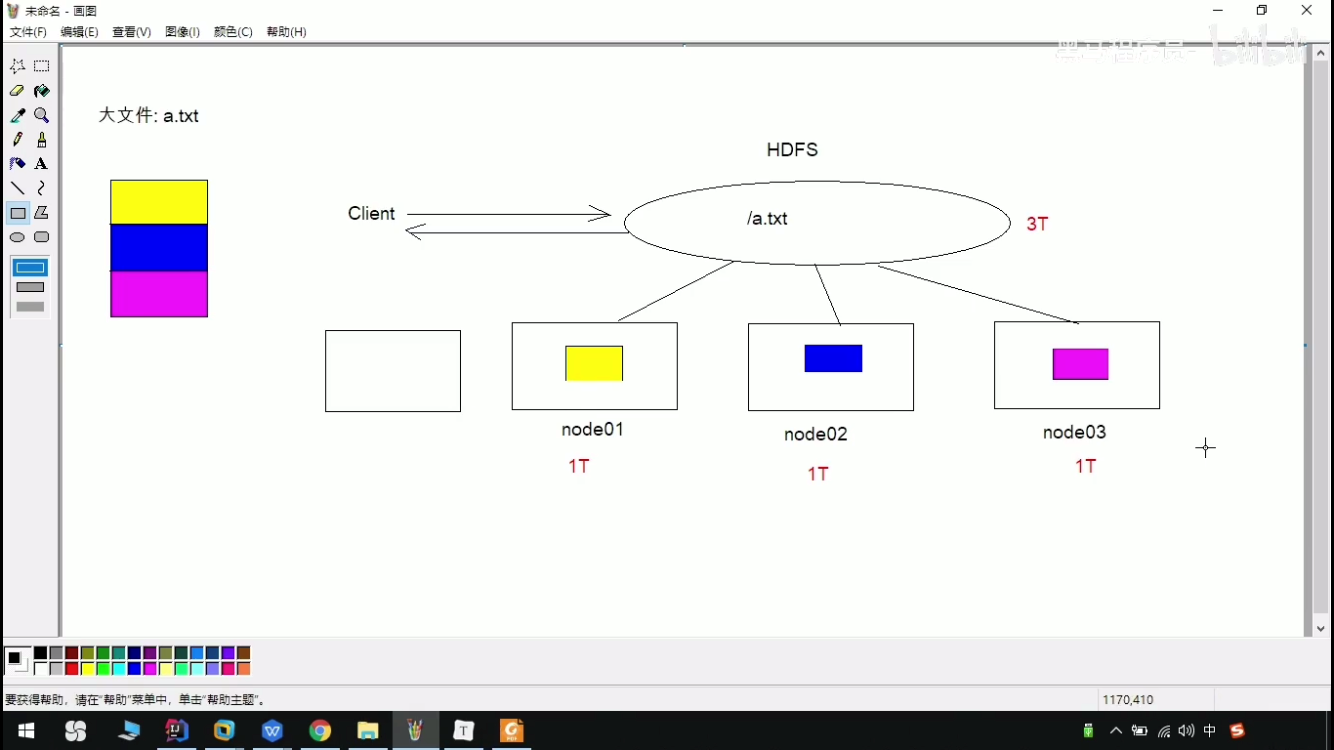 未命名 - 画图
文件(F) 编辑(E) 查看(V) 图像(I) 颜色(C) 帮助(H)
bilibili
大文件: a.txt
HDFS
Client
/a.txt
3T
node01
node02
node03
1T
1T
1T
要获得帮助，请在“帮助”菜单中，单击“帮助主题”。
1170,410
中